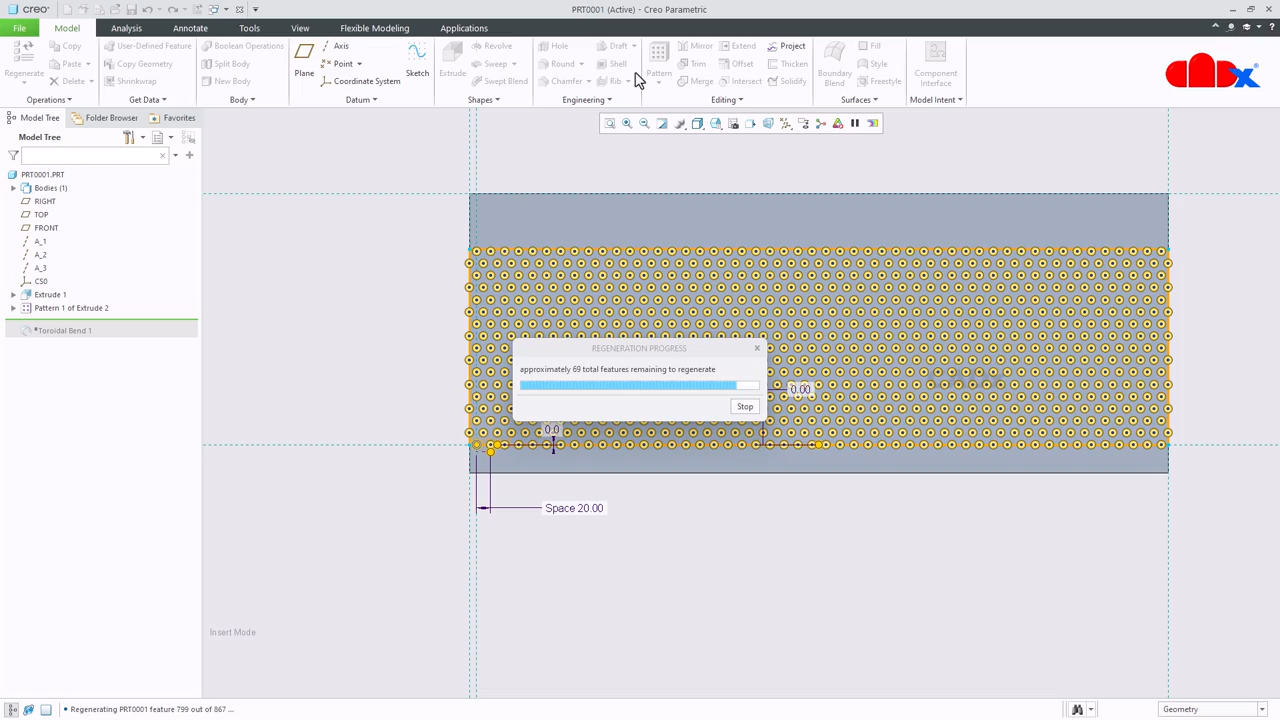 creo
PRT0001 (Active) - Creo Parametric
File Model Analysis Annotate Tools View Flexible Modeling Applications
Regenerate Copy Paste Delete
User-Defined Feature Copy Geometry Shrinkwrap
Boolean Operations Split Body New Body
Plane Axis Point Coordinate System Sketch
Extrude Revolve Sweep Swept Blend
Hole Round Chamfer Draft Shell Rib
Pattern Mirror Trim Merge Extend Offset Intersect Project Thicken Solidify
Boundary Blend Fill Style Freestyle
Component Interface
Operations Get Data Body Datum Shapes Engineering Editing Surfaces Model Intent
Model Tree Folder Browser Favorites
Model Tree
PRT0001.PRT
Bodies (1)
RIGHT
TOP
FRONT
A_1
A_2
A_3
CS0
Extrude 1
Pattern 1 of Extrude 2
*Toroidal Bend 1
REGENERATION PROGRESS
approximately 69 total features remaining to regenerate
Stop
0.00
0.0
Space 20.00
Insert Mode
Regenerating PRT0001 feature 799 out of 867 ...
Geometry